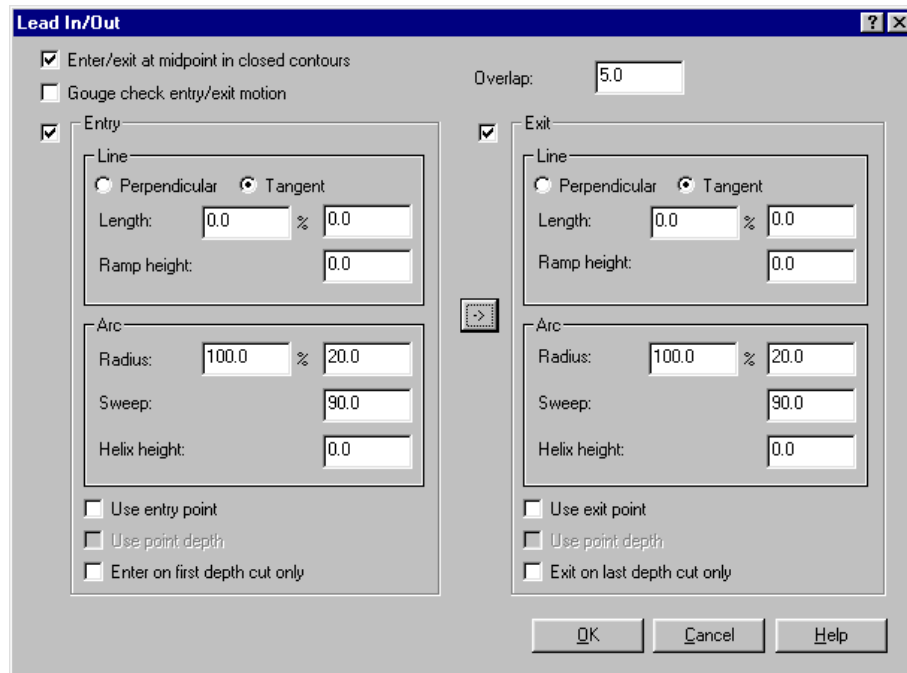 Lead In/Out
Enter/exit at midpoint in closed contours
Gouge check entry/exit motion
Overlap: 5.0
Entry
Line
Perpendicular Tangent
Length: 0.0 % 0.0
Ramp height: 0.0
Arc
Radius: 100.0 % 20.0
Sweep: 90.0
Helix height: 0.0
Use entry point
Use point depth
Enter on first depth cut only
->
Exit
Line
Perpendicular Tangent
Length: 0.0 % 0.0
Ramp height: 0.0
Arc
Radius: 100.0 % 20.0
Sweep: 90.0
Helix height: 0.0
Use exit point
Use point depth
Exit on last depth cut only
OK Cancel Help